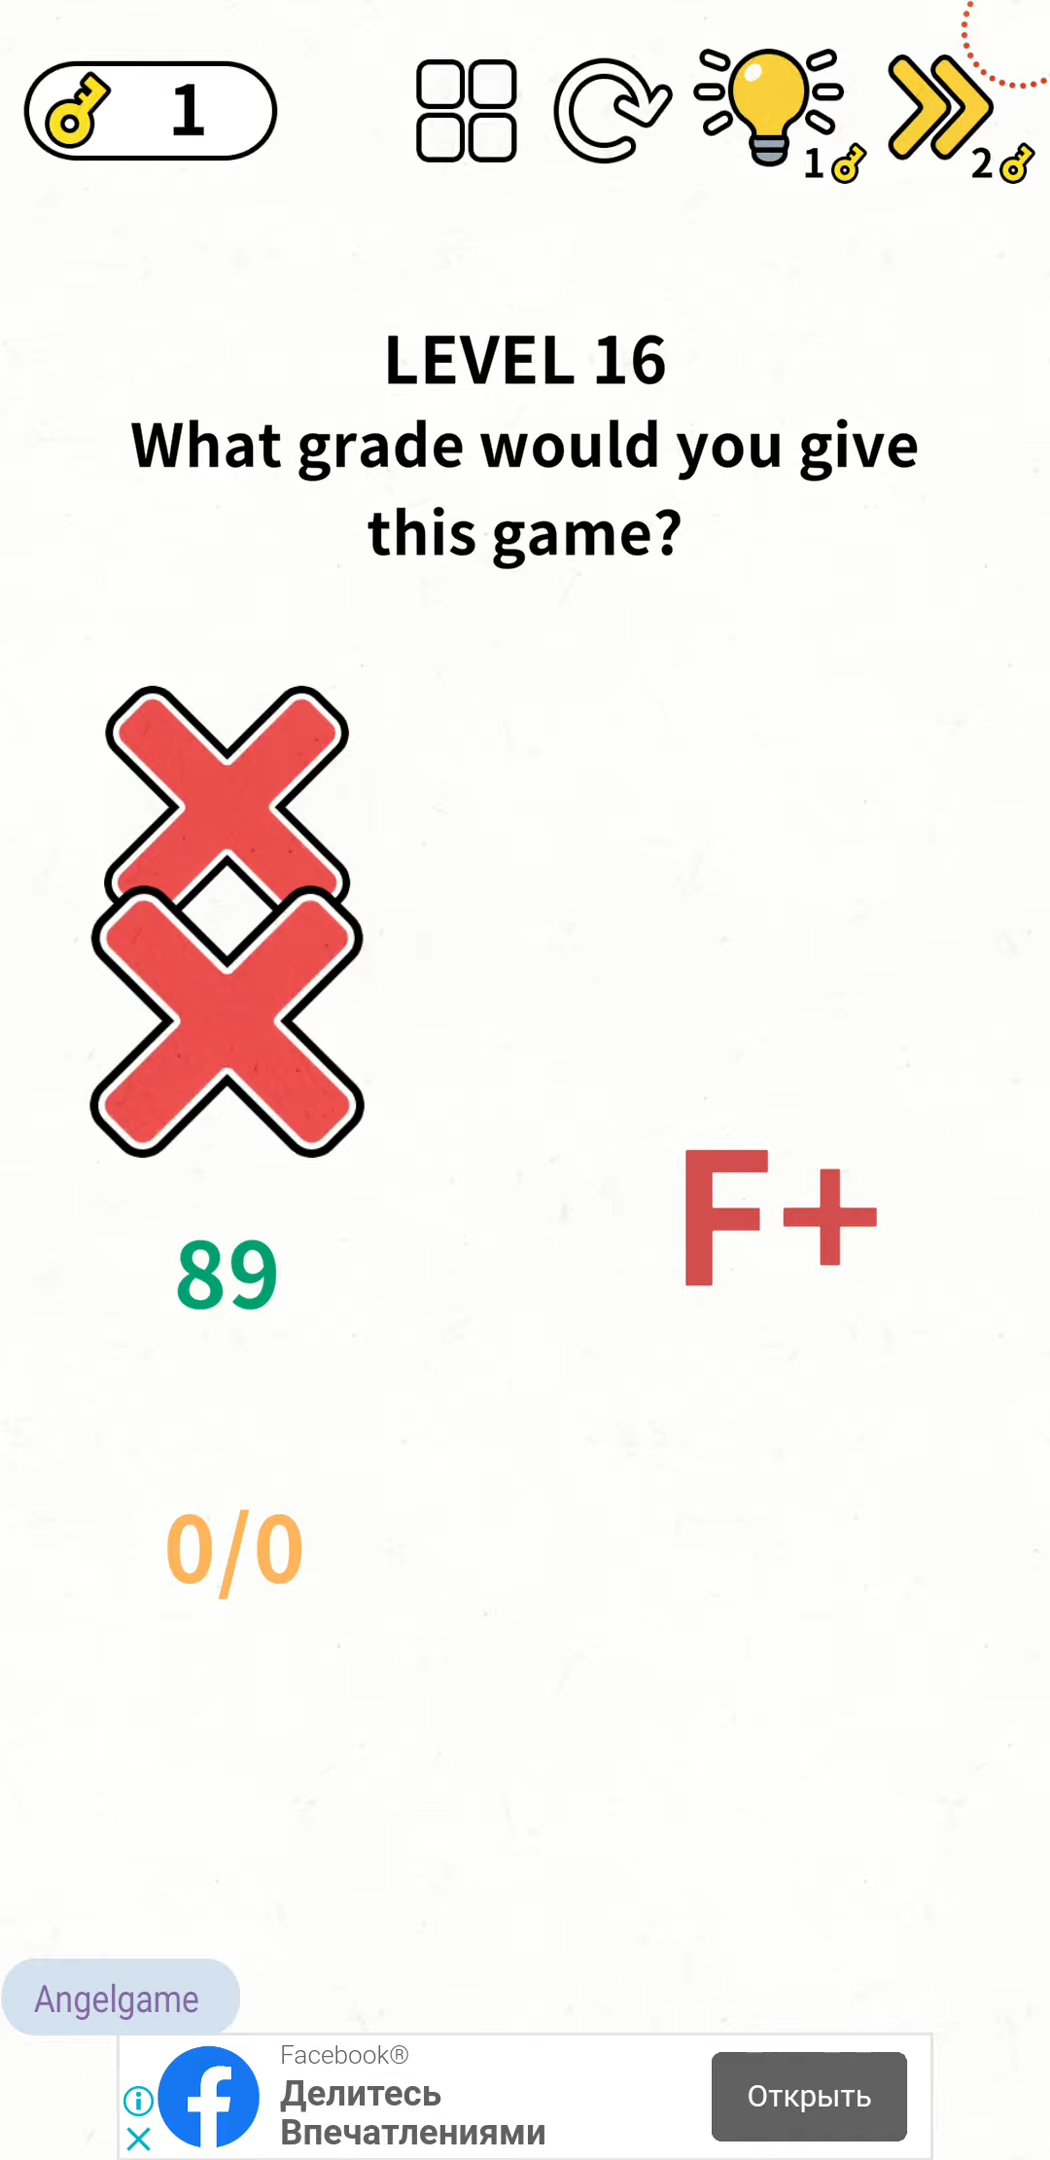 1
1
2
LEVEL 16
What grade would you give
this game?
F+
89
0/0
Angelgame
Facebook®
Делитесь
Впечатлениями
Открыть